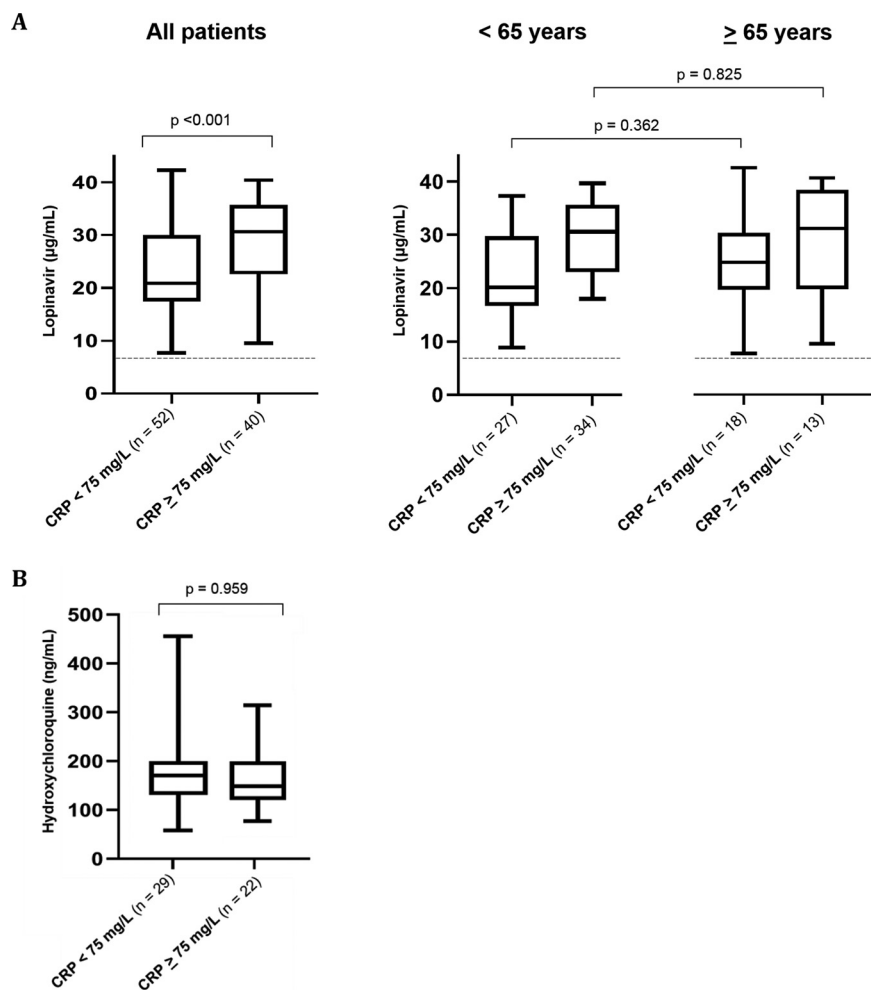 A
All patients
< 65 years
≥ 65 years
p <0.001
p = 0.825
p = 0.362
Lopinavir (µg/mL)
40
30
20
10
0
CRP < 75 mg/L (n = 52)
CRP ≥ 75 mg/L (n = 40)
Lopinavir (µg/mL)
40
30
20
10
0
CRP < 75 mg/L (n = 27)
CRP ≥ 75 mg/L (n = 34)
CRP < 75 mg/L (n = 18)
CRP ≥ 75 mg/L (n = 13)
B
p = 0.959
Hydroxychloroquine (ng/mL)
500
400
300
200
100
0
CRP < 75 mg/L (n = 29)
CRP ≥ 75 mg/L (n = 22)